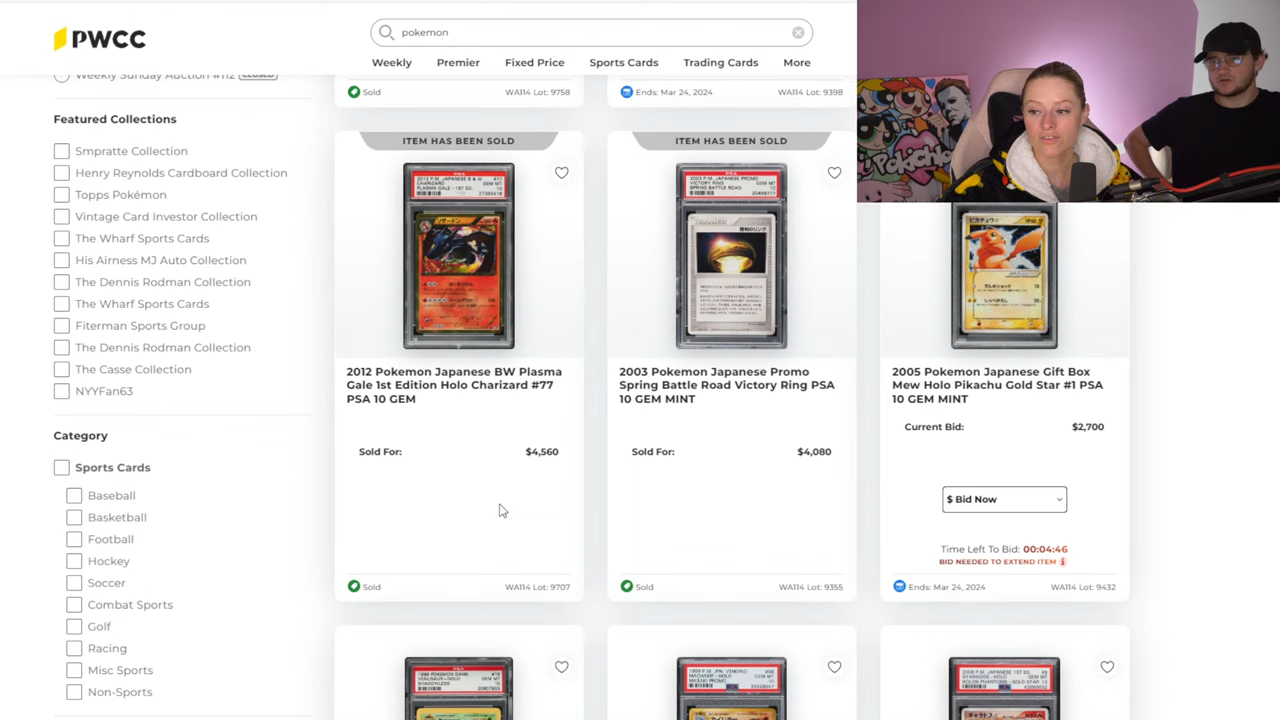 PWCC
pokemon
Weekly Premier Fixed Price Sports Cards Trading Cards More
Weekly Sunday Auction #112 CLOSED
Featured Collections
Smpratte Collection
Henry Reynolds Cardboard Collection
Topps Pokémon
Vintage Card Investor Collection
The Wharf Sports Cards
His Airness MJ Auto Collection
The Dennis Rodman Collection
The Wharf Sports Cards
Fiterman Sports Group
The Dennis Rodman Collection
The Casse Collection
NYYFan63
Category
Sports Cards
Baseball
Basketball
Football
Hockey
Soccer
Combat Sports
Golf
Racing
Misc Sports
Non-Sports
Sold WA114 Lot: 9758
Ends: Mar 24, 2024 WA114 Lot: 9398
ITEM HAS BEEN SOLD
2012 Pokemon Japanese BW Plasma
Gale 1st Edition Holo Charizard #77
PSA 10 GEM
Sold For: $4,560
Sold WA114 Lot: 9707
ITEM HAS BEEN SOLD
2003 Pokemon Japanese Promo
Spring Battle Road Victory Ring PSA
10 GEM MINT
Sold For: $4,080
Sold WA114 Lot: 9355
2005 Pokemon Japanese Gift Box
Mew Holo Pikachu Gold Star #1 PSA
10 GEM MINT
Current Bid: $2,700
$ Bid Now
Time Left To Bid: 00:04:46
BID NEEDED TO EXTEND ITEM
Ends: Mar 24, 2024 WA114 Lot: 9432